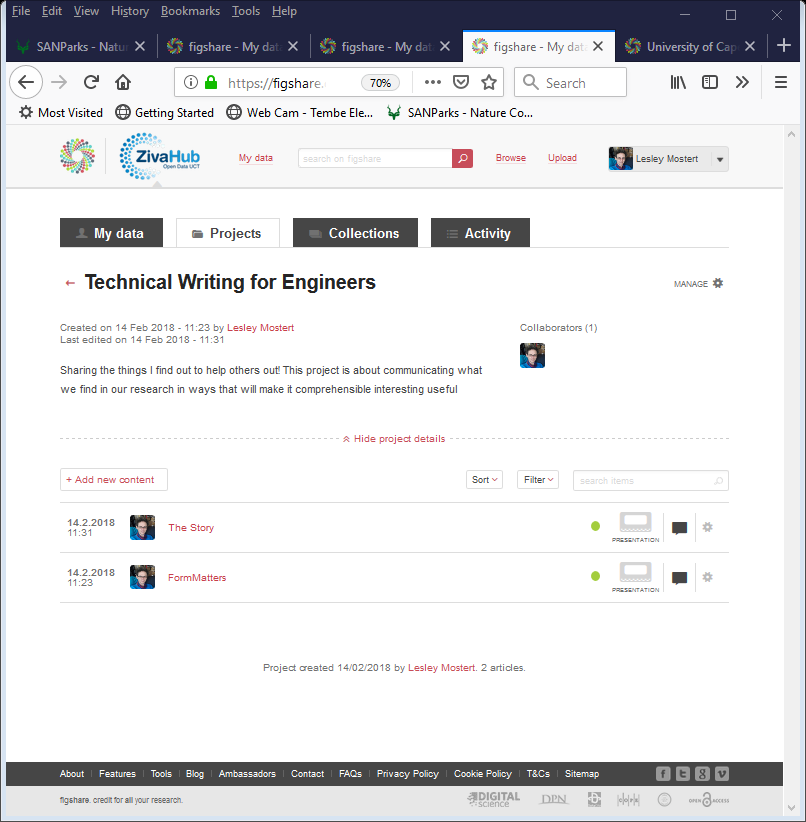 File Edit View History Bookmarks Tools Help
SANParks - Natu figshare - My dat figshare - My dat figshare - My dat University of Cap
https://figshare. 70% Search
Most Visited Getting Started Web Cam - Tembe Ele... SANParks - Nature Co...
ZivaHub
Open Data UCT
My data search on figshare Browse Upload Lesley Mostert
My data Projects Collections Activity
← Technical Writing for Engineers MANAGE
Created on 14 Feb 2018 - 11:23 by Lesley Mostert Collaborators (1)
Last edited on 14 Feb 2018 - 11:31
Sharing the things I find out to help others out! This project is about communicating what
we find in our research in ways that will make it comprehensible interesting useful
Hide project details
+ Add new content Sort Filter search items
14.2.2018
11:31
The Story
PRESENTATION
14.2.2018
11:23
FormMatters
PRESENTATION
Project created 14/02/2018 by Lesley Mostert. 2 articles.
About | Features | Tools | Blog | Ambassadors | Contact | FAQs | Privacy Policy | Cookie Policy | T&Cs | Sitemap
figshare. credit for all your research. DIGITAL science DPN COPE OPEN ACCESS